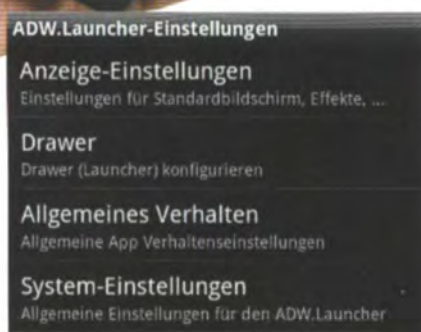 ADW.Launcher-Einstellungen
Anzeige-Einstellungen
Einstellungen für Standardbildschirm, Effekte, ...
Drawer
Drawer (Launcher) konfigurieren
Allgemeines Verhalten
Allgemeine App Verhaltenseinstellungen
System-Einstellungen
Allgemeine Einstellungen für den ADW.Launcher